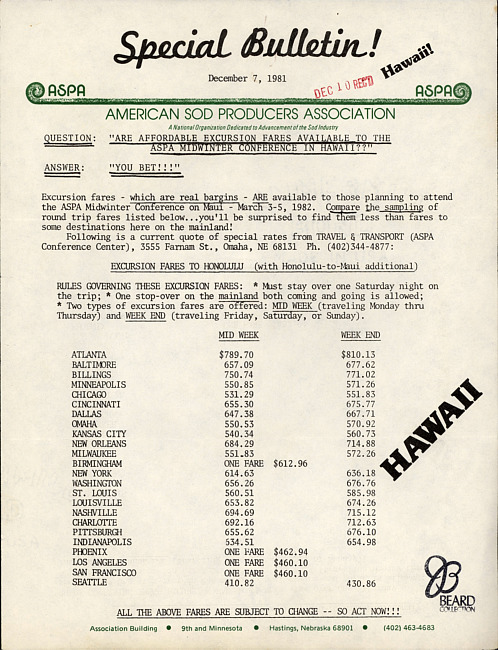 Special Bulletin!
Hawaii!
December 7, 1981
DEC 10 REC'D
ASPA
ASPA
AMERICAN SOD PRODUCERS ASSOCIATION
A National Organization Dedicated to Advancement of the Sod Industry
QUESTION: "ARE AFFORDABLE EXCURSION FARES AVAILABLE TO THE
ASPA MIDWINTER CONFERENCE IN HAWAII??"
ANSWER: "YOU BET!!!"
Excursion fares - which are real bargins - ARE available to those planning to attend
the ASPA Midwinter Conference on Maui - March 3-5, 1982. Compare the sampling of
round trip fares listed below...you'll be surprised to find them less than fares to
some destinations here on the mainland!
Following is a current quote of special rates from TRAVEL & TRANSPORT (ASPA
Conference Center), 3555 Farnam St., Omaha, NE 68131 Ph. (402)344-4877:
EXCURSION FARES TO HONOLULU (with Honolulu-to-Maui additional)
RULES GOVERNING THESE EXCURSION FARES: * Must stay over one Saturday night on
the trip; * One stop-over on the mainland both coming and going is allowed;
* Two types of excursion fares are offered: MID WEEK (traveling Monday thru
Thursday) and WEEK END (traveling Friday, Saturday, or Sunday).
MID WEEK WEEK END
ATLANTA $789.70 $810.13
BALTIMORE 657.09 677.62
BILLINGS 750.74 771.02
MINNEAPOLIS 550.85 571.26
CHICAGO 531.29 551.83
CINCINNATI 655.30 675.77
DALLAS 647.38 667.71
OMAHA 550.53 570.92
KANSAS CITY 540.34 560.73
NEW ORLEANS 684.29 714.88
MILWAUKEE 551.83 572.26
BIRMINGHAM ONE FARE $612.96
NEW YORK 614.63 636.18
WASHINGTON 656.26 676.76
ST. LOUIS 560.51 585.98
LOUISVILLE 653.82 674.26
NASHVILLE 694.69 715.12
CHARLOTTE 692.16 712.63
PITTSBURGH 655.62 676.10
INDIANAPOLIS 534.51 654.98
PHOENIX ONE FARE $462.94
LOS ANGELES ONE FARE $460.10
SAN FRANCISCO ONE FARE $460.10
SEATTLE 410.82 430.86
HAWAII
BEARD
COLLECTION
ALL THE ABOVE FARES ARE SUBJECT TO CHANGE -- SO ACT NOW!!!
Association Building • 9th and Minnesota • Hastings, Nebraska 68901 • (402) 463-4683